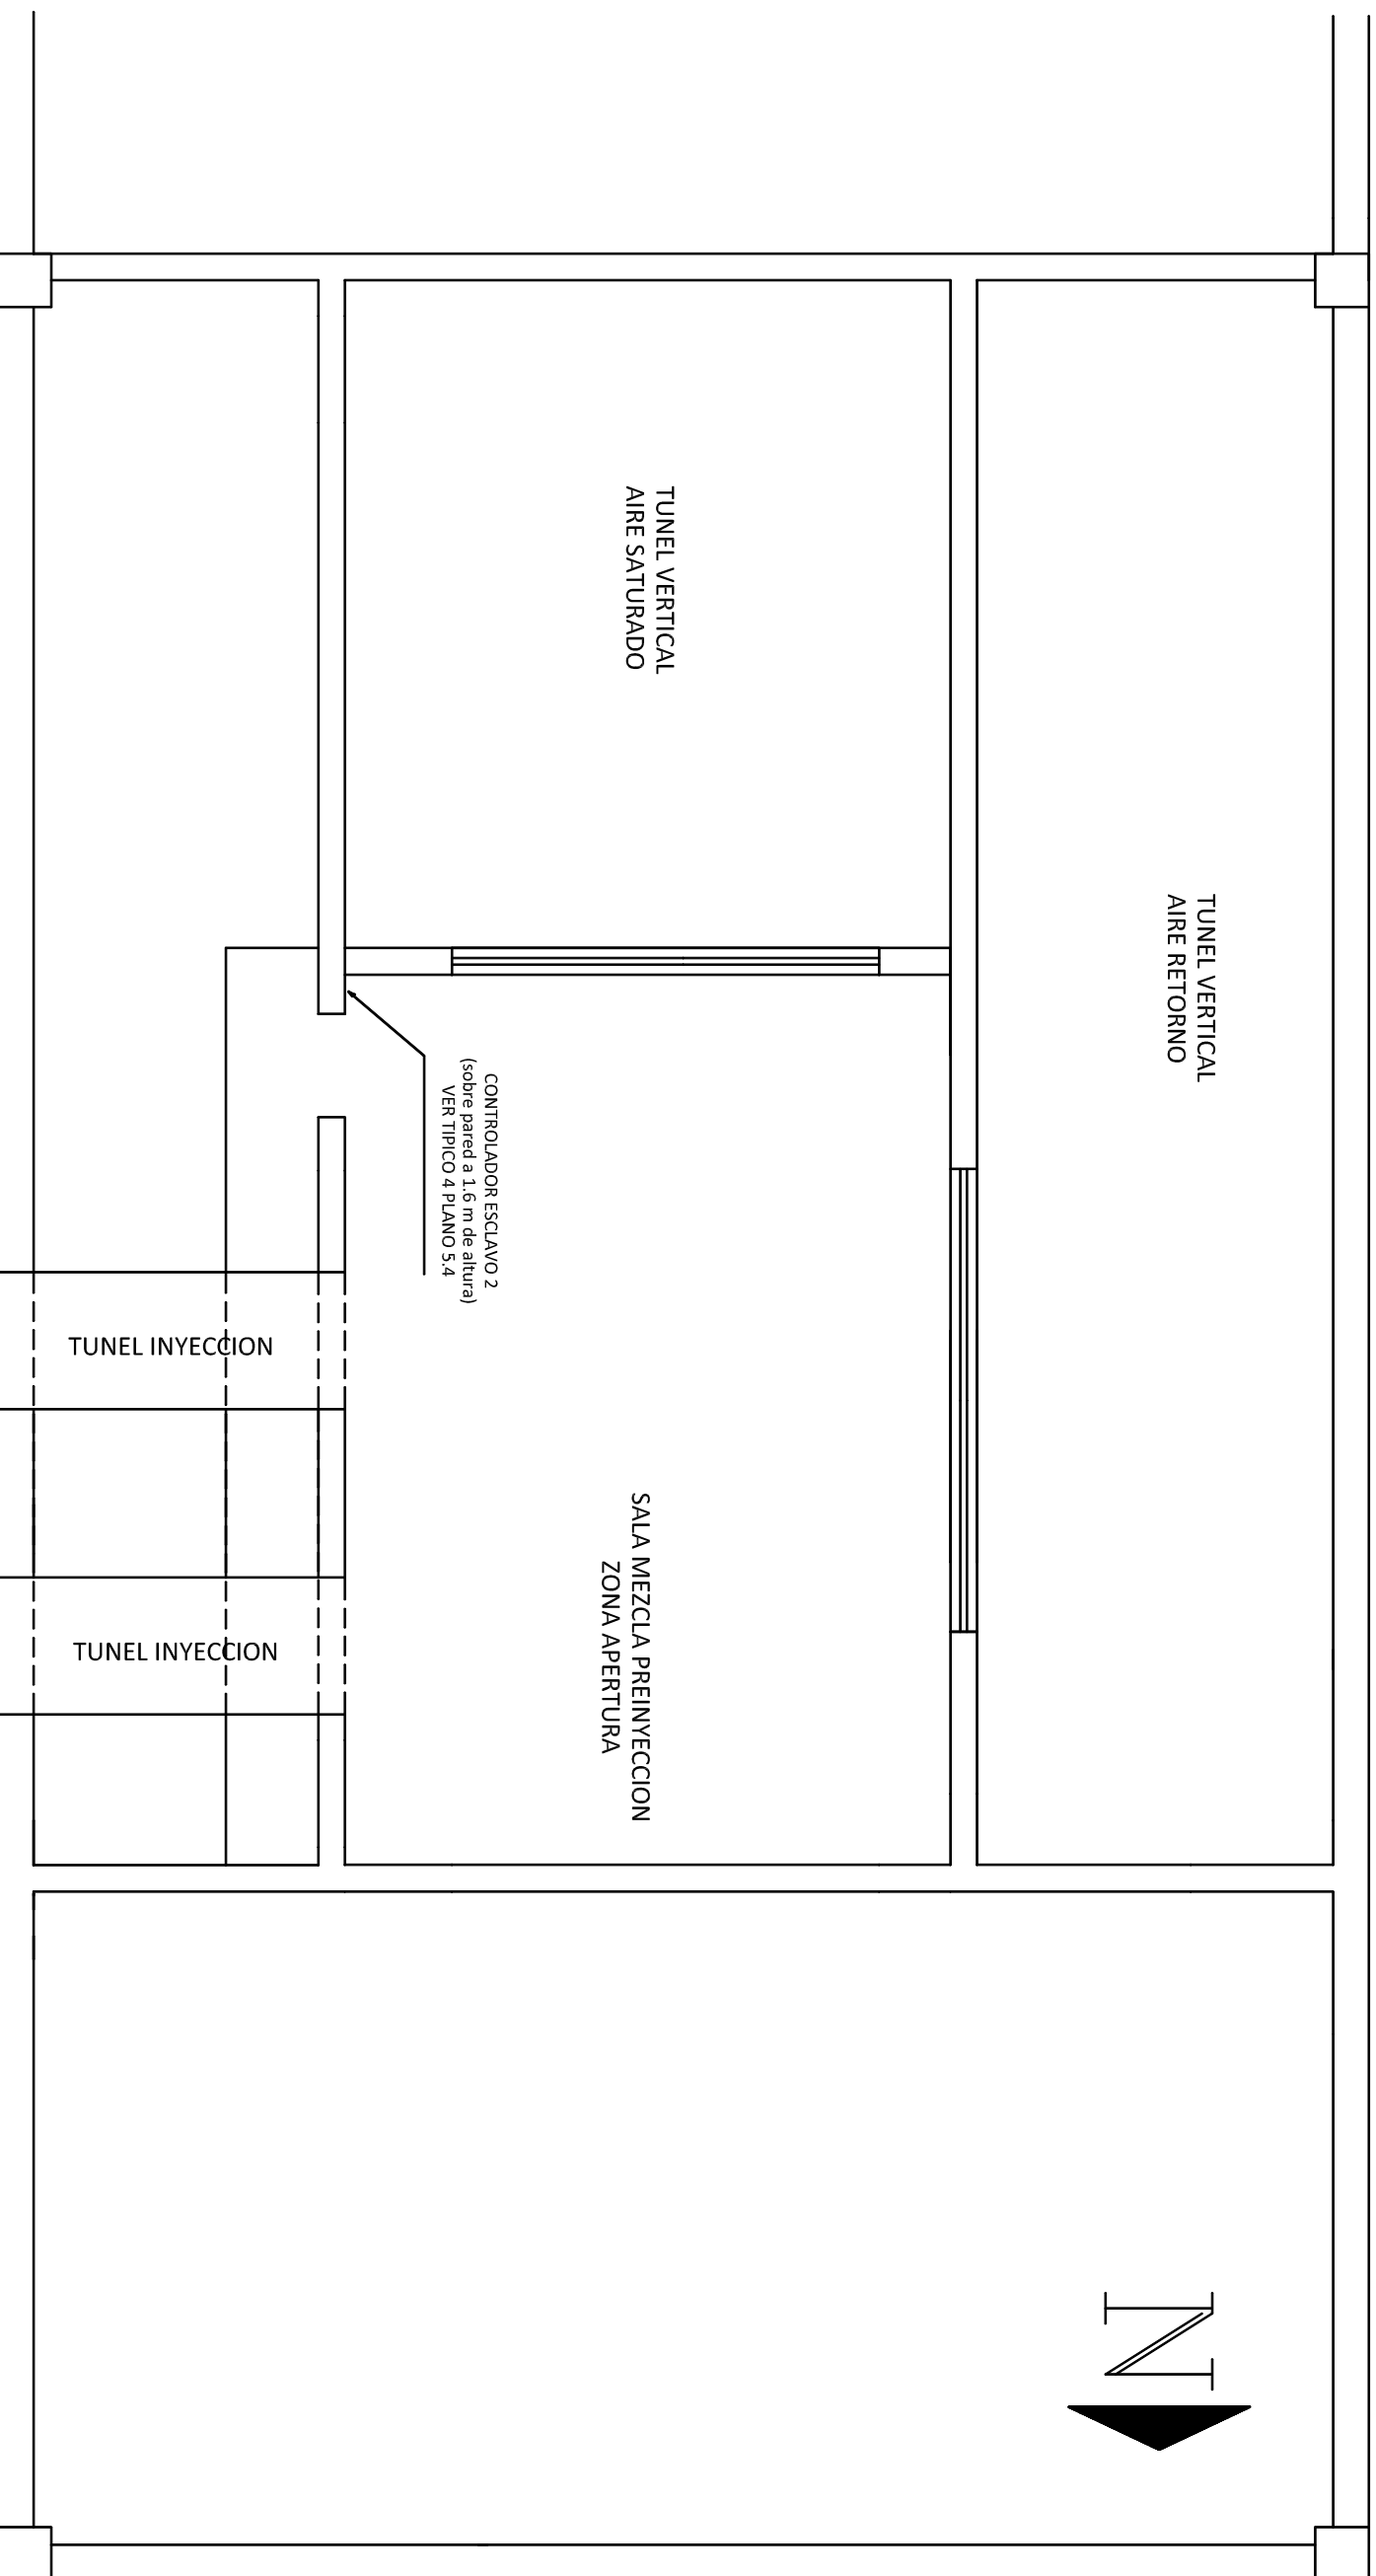 TUNEL VERTICAL
AIRE SATURADO
TUNEL VERTICAL
AIRE RETORNO
CONTROLADOR ESCLAVO 2
(sobre pared a 1.6 m de altura)
VER TIPICO 4 PLANO 5.4
TUNEL INYECCION
SALA MEZCLA PREINYECCION
ZONA APERTURA
TUNEL INYECCION
N